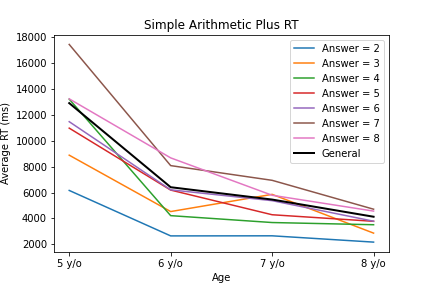 Simple Arithmetic Plus RT
18000
16000
14000
12000
10000
8000
6000
4000
2000
Average RT (ms)
Answer = 2
Answer = 3
Answer = 4
Answer = 5
Answer = 6
Answer = 7
Answer = 8
General
5 y/o 6 y/o 7 y/o 8 y/o
Age